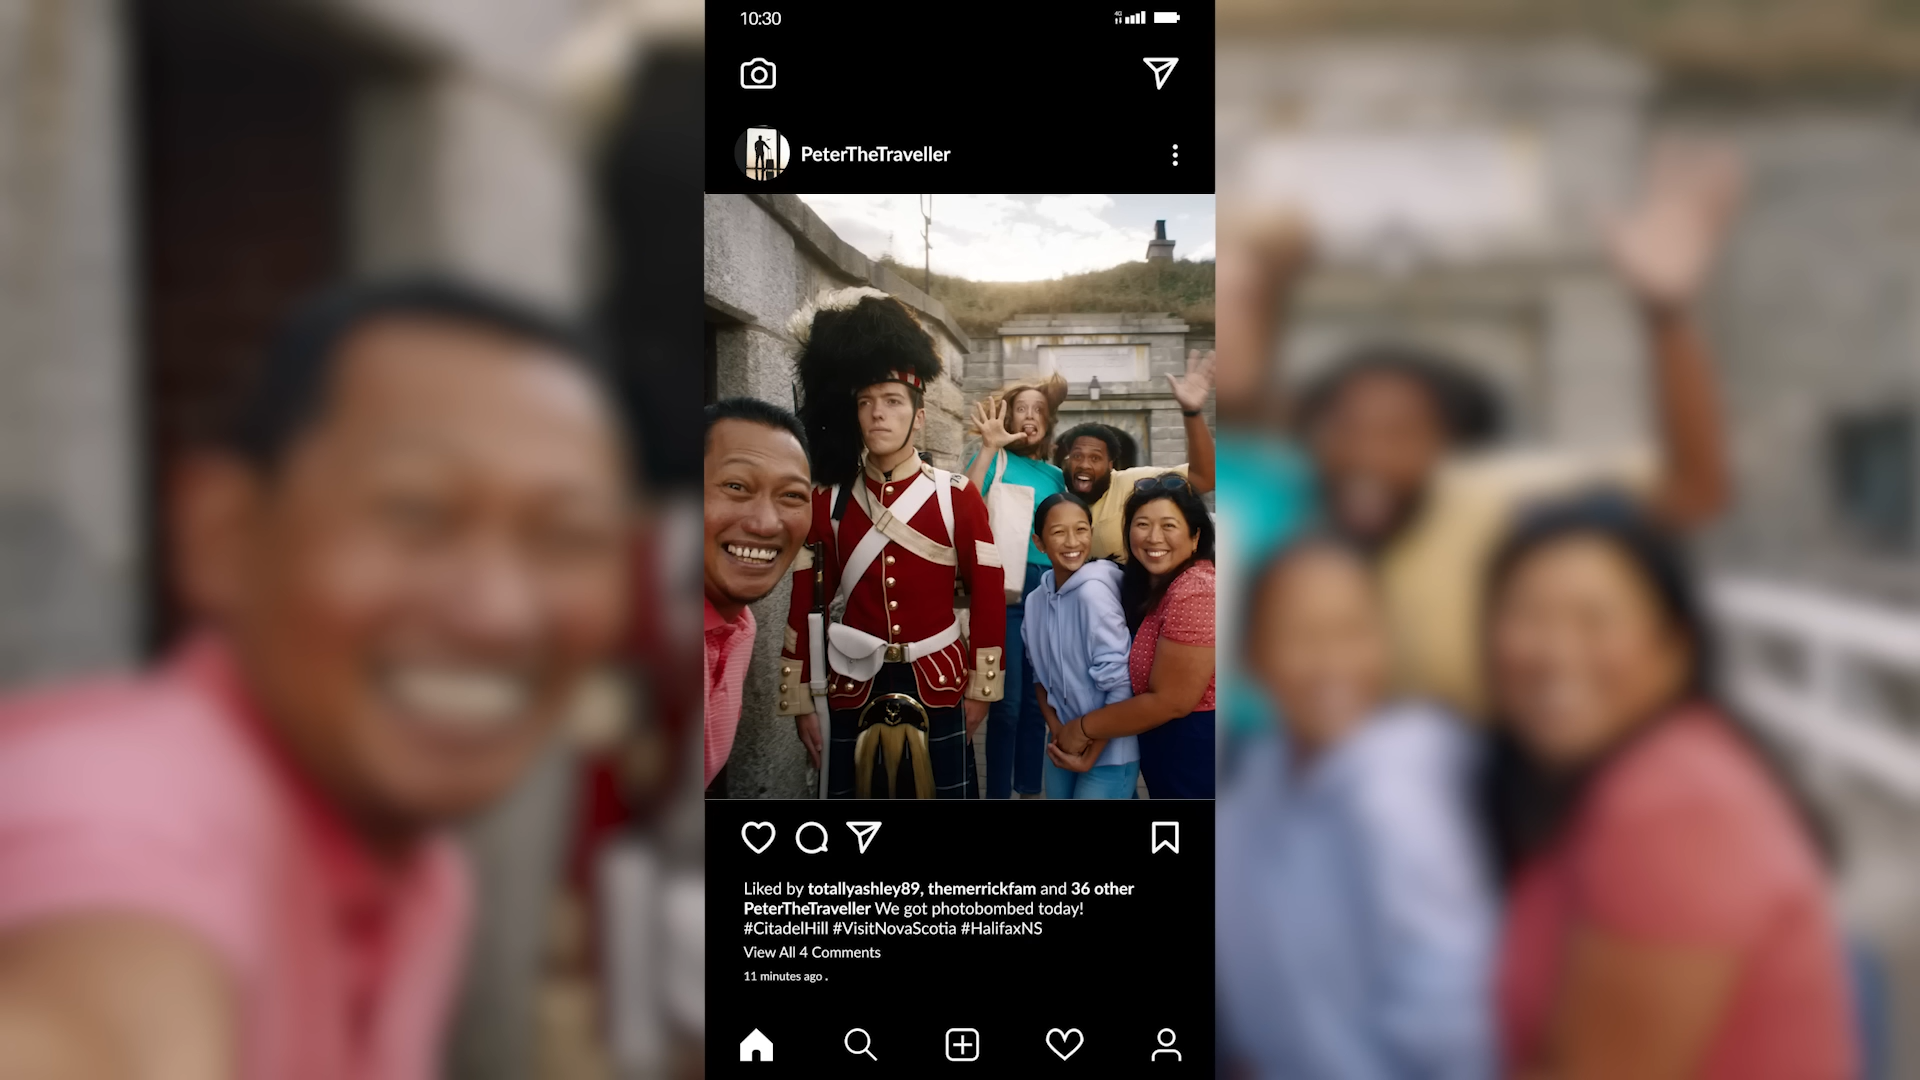 10:30
4G
PeterTheTraveller
Liked by totallyashley89, themerrickfam and 36 other
PeterTheTraveller We got photobombed today!
#CitadelHill #VisitNovaScotia #HalifaxNS
View All 4 Comments
11 minutes ago .